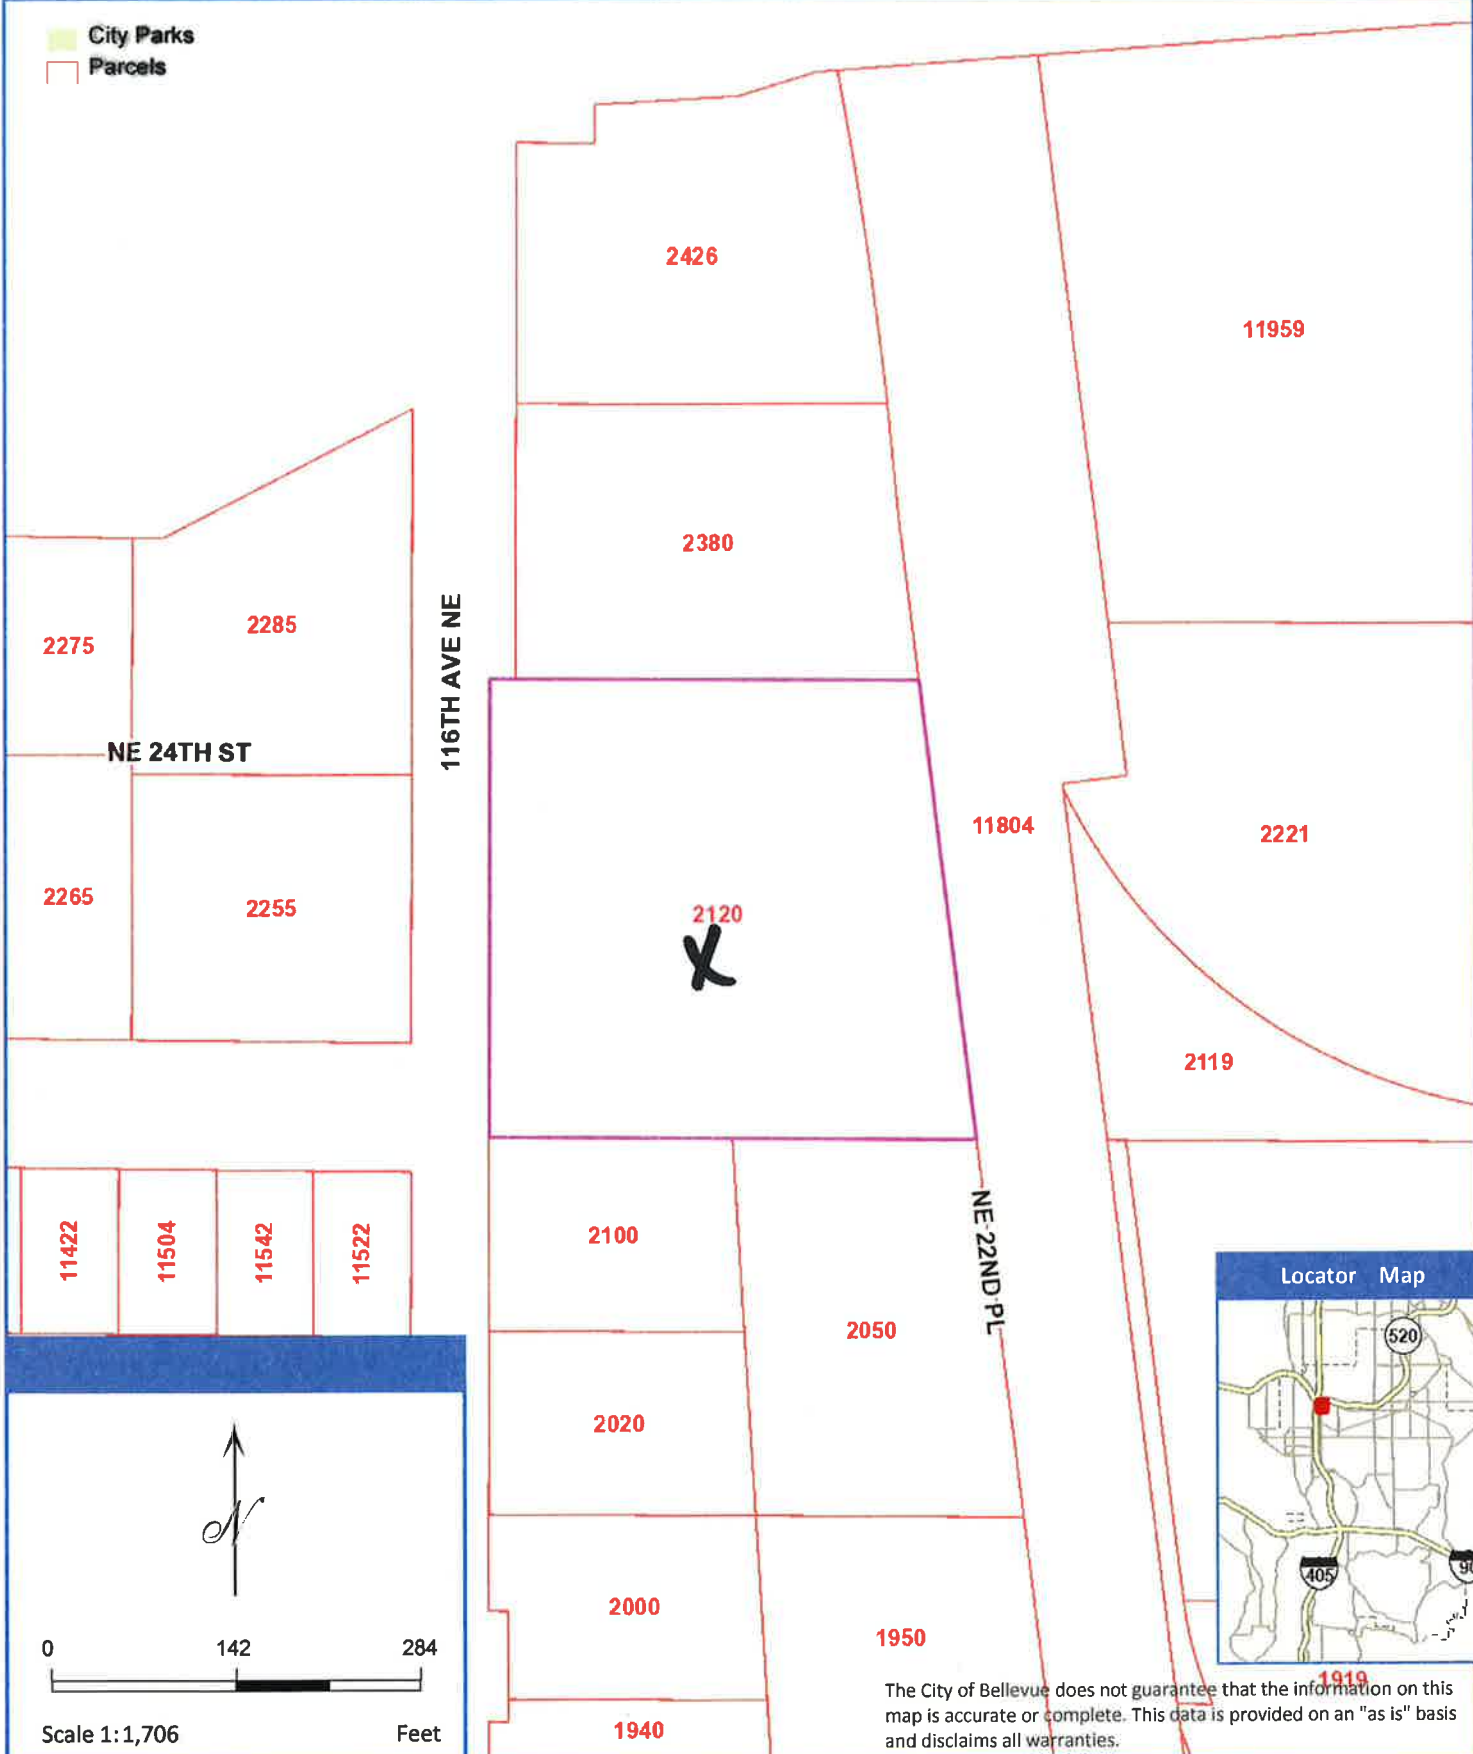 City Parks
Parcels
2426
11959
2380
2275
2285
116TH AVE NE
NE 24TH ST
11804
2221
2265
2255
2120
X
2119
11422
11504
11542
11522
2100
NE 22ND PL
2050
2020
2000
1950
1940
Locator Map
520
405
90
1919
N
0 142 284
Scale 1:1,706 Feet
The City of Bellevue does not guarantee that the information on this
map is accurate or complete. This data is provided on an "as is" basis
and disclaims all warranties.